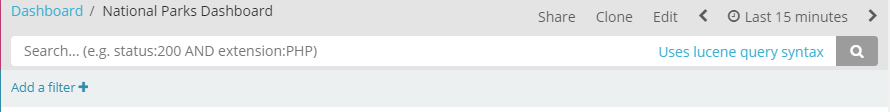 Dashboard / National Parks Dashboard
Share Clone Edit Last 15 minutes
Search... (e.g. status:200 AND extension:PHP) Uses lucene query syntax
Add a filter +